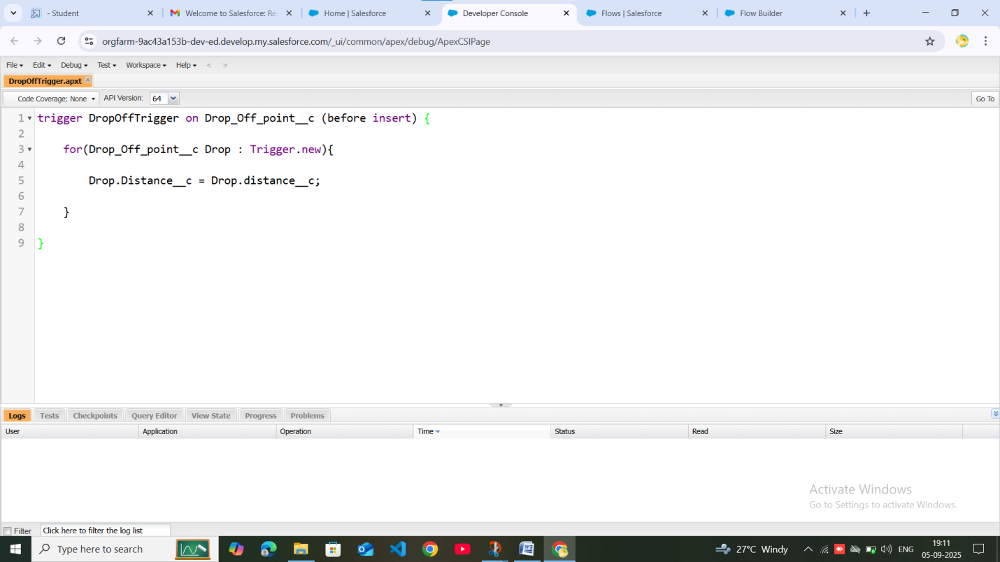 - Student
Welcome to Salesforce: Re
Home | Salesforce
Developer Console
Flows | Salesforce
Flow Builder
orgfarm-9ac43a153b-dev-ed.develop.my.salesforce.com/_ui/common/apex/debug/ApexCSIPage
File Edit Debug Test Workspace Help < >
DropOffTrigger.apxt
Code Coverage: None API Version: 64 Go To
1 trigger DropOffTrigger on Drop_Off_point__c (before insert) {
2
3 for(Drop_Off_point__c Drop : Trigger.new){
4
5 Drop.Distance__c = Drop.distance__c;
6
7 }
8
9 }
Logs Tests Checkpoints Query Editor View State Progress Problems
User Application Operation Time Status Read Size
Activate Windows
Go to Settings to activate Windows.
Filter Click here to filter the log list
Type here to search
27°C Windy
ENG
19:11
05-09-2025